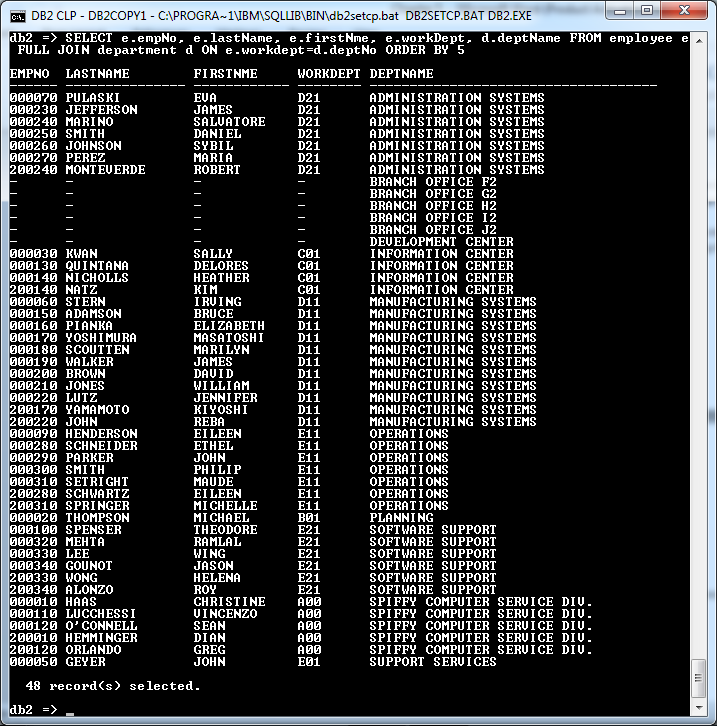 DB2 CLP - DB2COPY1 - C:\PROGRA~1\IBM\SQLLIB\BIN\db2setcp.bat DB2SETCP.BAT DB2.EXE
db2 => SELECT e.empNo, e.lastName, e.firstNme, e.workDept, d.deptName FROM employee e
FULL JOIN department d ON e.workdept=d.deptNo ORDER BY 5
EMPNO LASTNAME FIRSTNME WORKDEPT DEPTNAME
------ --------------- ------------ -------- ------------------------------------
000070 PULASKI EVA D21 ADMINISTRATION SYSTEMS
000230 JEFFERSON JAMES D21 ADMINISTRATION SYSTEMS
000240 MARINO SALVATORE D21 ADMINISTRATION SYSTEMS
000250 SMITH DANIEL D21 ADMINISTRATION SYSTEMS
000260 JOHNSON SYBIL D21 ADMINISTRATION SYSTEMS
000270 PEREZ MARIA D21 ADMINISTRATION SYSTEMS
200240 MONTEVERDE ROBERT D21 ADMINISTRATION SYSTEMS
- - - - BRANCH OFFICE F2
- - - - BRANCH OFFICE G2
- - - - BRANCH OFFICE H2
- - - - BRANCH OFFICE I2
- - - - BRANCH OFFICE J2
- - - - DEVELOPMENT CENTER
000030 KWAN SALLY C01 INFORMATION CENTER
000130 QUINTANA DELORES C01 INFORMATION CENTER
000140 NICHOLLS HEATHER C01 INFORMATION CENTER
200140 NATZ KIM C01 INFORMATION CENTER
000060 STERN IRVING D11 MANUFACTURING SYSTEMS
000150 ADAMSON BRUCE D11 MANUFACTURING SYSTEMS
000160 PIANKA ELIZABETH D11 MANUFACTURING SYSTEMS
000170 YOSHIMURA MASATOSHI D11 MANUFACTURING SYSTEMS
000180 SCOUTTEN MARILYN D11 MANUFACTURING SYSTEMS
000190 WALKER JAMES D11 MANUFACTURING SYSTEMS
000200 BROWN DAVID D11 MANUFACTURING SYSTEMS
000210 JONES WILLIAM D11 MANUFACTURING SYSTEMS
000220 LUTZ JENNIFER D11 MANUFACTURING SYSTEMS
200170 YAMAMOTO KIYOSHI D11 MANUFACTURING SYSTEMS
200220 JOHN REBA D11 MANUFACTURING SYSTEMS
000090 HENDERSON EILEEN E11 OPERATIONS
000280 SCHNEIDER ETHEL E11 OPERATIONS
000290 PARKER JOHN E11 OPERATIONS
000300 SMITH PHILIP E11 OPERATIONS
000310 SETRIGHT MAUDE E11 OPERATIONS
200280 SCHWARTZ EILEEN E11 OPERATIONS
200310 SPRINGER MICHELLE E11 OPERATIONS
000020 THOMPSON MICHAEL B01 PLANNING
000100 SPENSER THEODORE E21 SOFTWARE SUPPORT
000320 MEHTA RAMLAL E21 SOFTWARE SUPPORT
000330 LEE WING E21 SOFTWARE SUPPORT
000340 GOUNOT JASON E21 SOFTWARE SUPPORT
200330 WONG HELENA E21 SOFTWARE SUPPORT
200340 ALONZO ROY E21 SOFTWARE SUPPORT
000010 HAAS CHRISTINE A00 SPIFFY COMPUTER SERVICE DIV.
000110 LUCCHESSI VINCENZO A00 SPIFFY COMPUTER SERVICE DIV.
000120 O'CONNELL SEAN A00 SPIFFY COMPUTER SERVICE DIV.
200010 HEMMINGER DIAN A00 SPIFFY COMPUTER SERVICE DIV.
200120 ORLANDO GREG A00 SPIFFY COMPUTER SERVICE DIV.
000050 GEYER JOHN E01 SUPPORT SERVICES
48 record(s) selected.
db2 => _